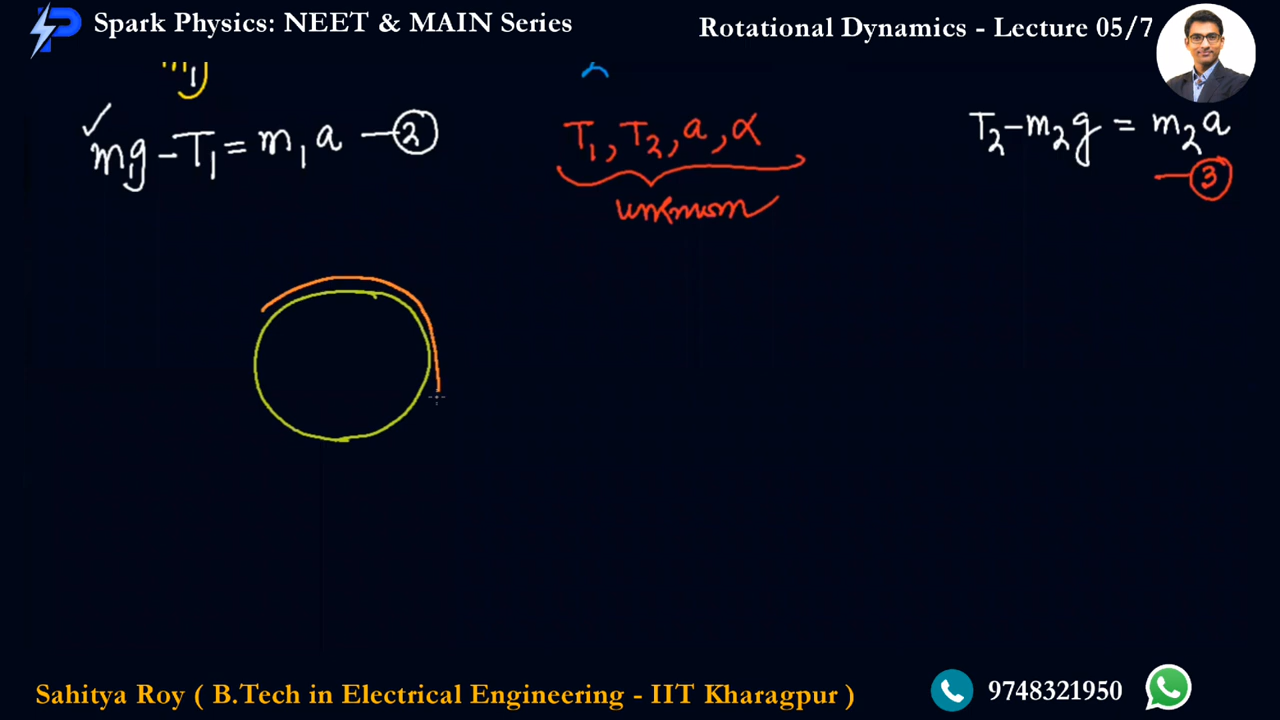 Spark Physics: NEET & MAIN Series
Rotational Dynamics - Lecture 05/7
m₁g - T₁ = m₁a — ②
T₁, T₂, a, α
unknown
T₂ - m₂g = m₂a
— ③
Sahitya Roy ( B.Tech in Electrical Engineering - IIT Kharagpur )
9748321950